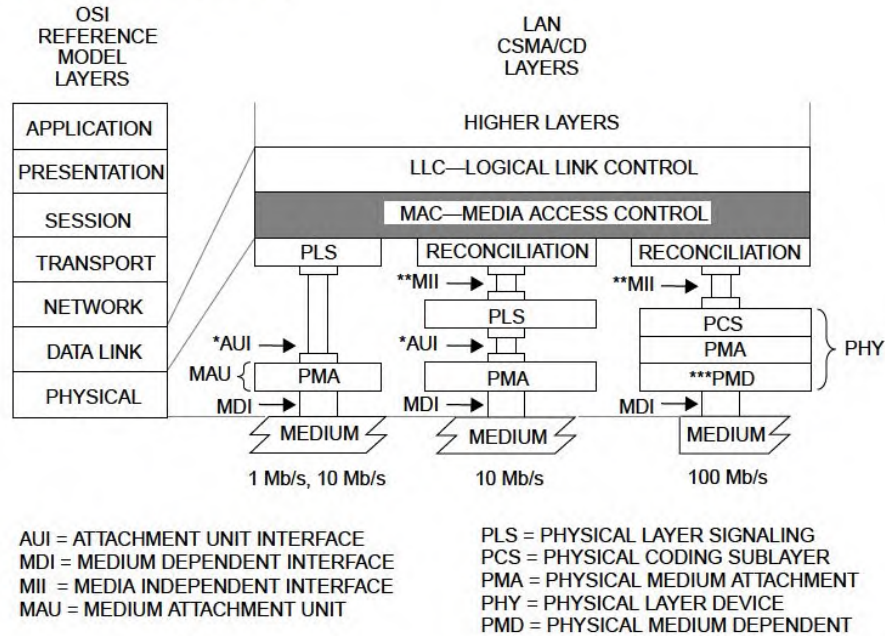 OSI
REFERENCE
MODEL
LAYERS
LAN
CSMA/CD
LAYERS
APPLICATION
PRESENTATION
SESSION
TRANSPORT
NETWORK
DATA LINK
PHYSICAL
HIGHER LAYERS
LLC—LOGICAL LINK CONTROL
MAC—MEDIA ACCESS CONTROL
PLS
*AUI
MAU
PMA
MDI
MEDIUM
1 Mb/s, 10 Mb/s
RECONCILIATION
**MII
PLS
*AUI
PMA
MDI
MEDIUM
10 Mb/s
RECONCILIATION
**MII
PCS
PMA
***PMD
PHY
MDI
MEDIUM
100 Mb/s
AUI = ATTACHMENT UNIT INTERFACE
MDI = MEDIUM DEPENDENT INTERFACE
MII = MEDIA INDEPENDENT INTERFACE
MAU = MEDIUM ATTACHMENT UNIT
PLS = PHYSICAL LAYER SIGNALING
PCS = PHYSICAL CODING SUBLAYER
PMA = PHYSICAL MEDIUM ATTACHMENT
PHY = PHYSICAL LAYER DEVICE
PMD = PHYSICAL MEDIUM DEPENDENT